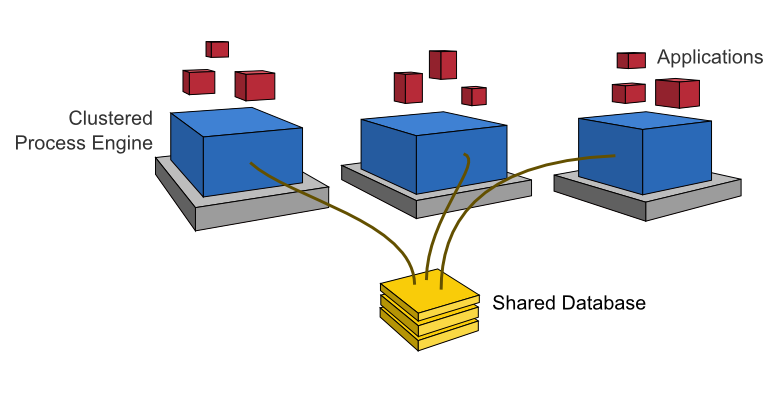 Applications
Clustered
Process Engine
Shared Database